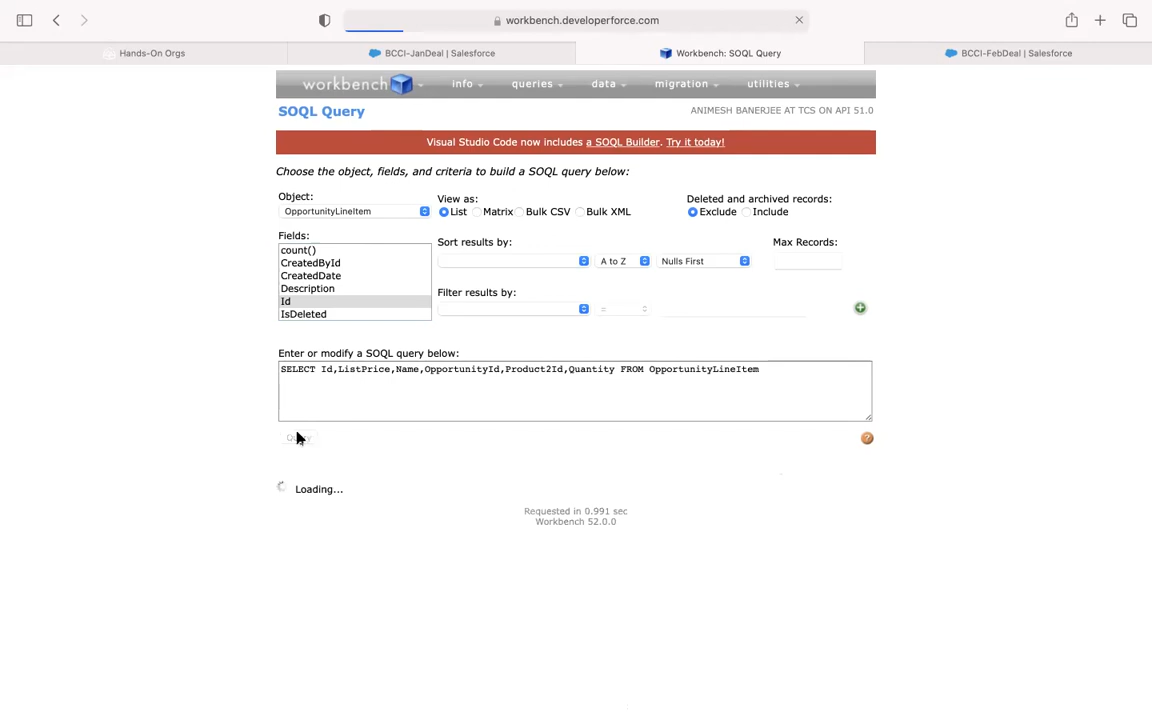 workbench.developerforce.com
Hands-On Orgs
BCCI-JanDeal | Salesforce
Workbench: SOQL Query
BCCI-FebDeal | Salesforce
workbench
info
queries
data
migration
utilities
SOQL Query
ANIMESH BANERJEE AT TCS ON API 51.0
Visual Studio Code now includes a SOQL Builder. Try it today!
Choose the object, fields, and criteria to build a SOQL query below:
Object:
OpportunityLineItem
View as:
List Matrix Bulk CSV Bulk XML
Deleted and archived records:
Exclude Include
Fields:
count()
CreatedById
CreatedDate
Description
Id
IsDeleted
Sort results by:
A to Z
Nulls First
Max Records:
Filter results by:
=
Enter or modify a SOQL query below:
SELECT Id,ListPrice,Name,OpportunityId,Product2Id,Quantity FROM OpportunityLineItem
Loading...
Requested in 0.991 sec
Workbench 52.0.0